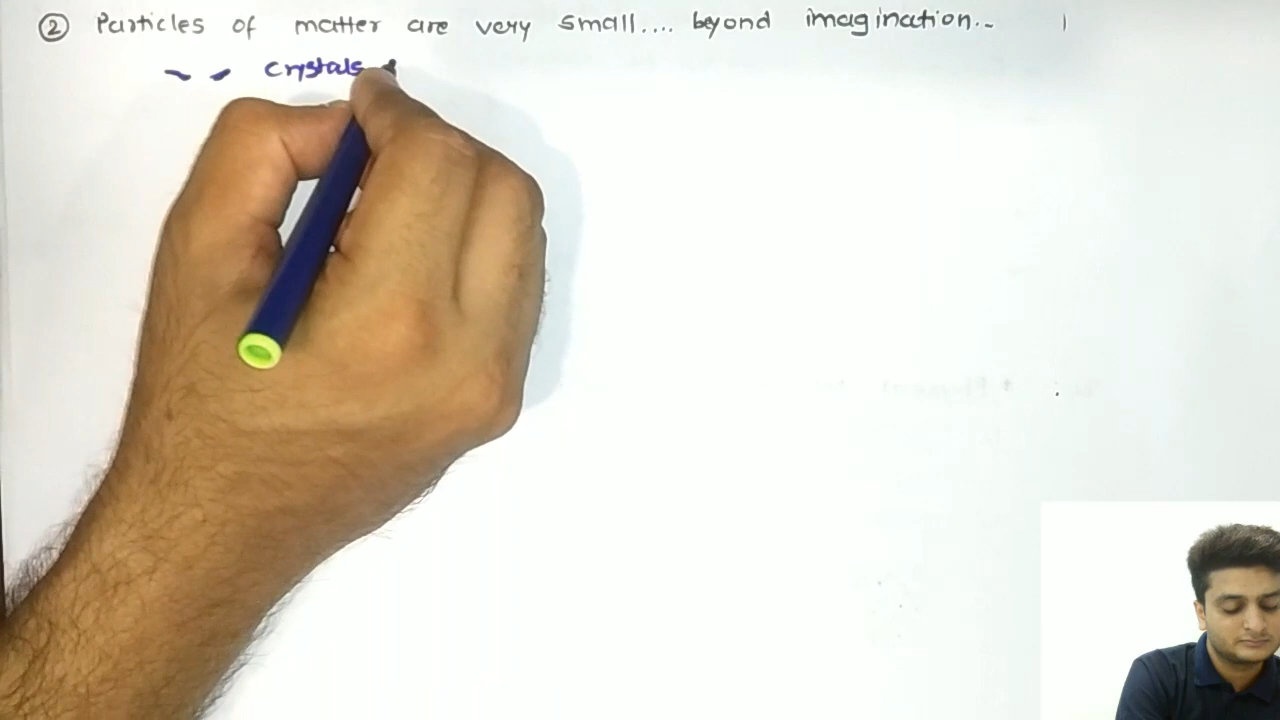 ② Particles of matter are very small.... beyond imagination..
crystals